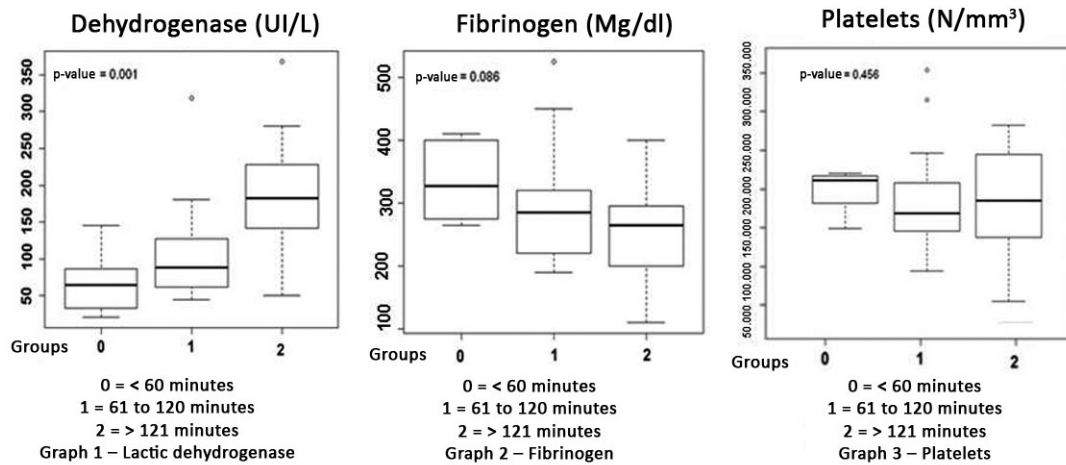 Dehydrogenase (UI/L)
p-value = 0.001
350
300
250
200
150
100
50
Groups
0 1 2
0 = < 60 minutes
1 = 61 to 120 minutes
2 = > 121 minutes
Graph 1 – Lactic dehydrogenase
Fibrinogen (Mg/dl)
p-value = 0.086
500
400
300
200
100
Groups
0 1 2
0 = < 60 minutes
1 = 61 to 120 minutes
2 = > 121 minutes
Graph 2 – Fibrinogen
Platelets (N/mm³)
p-value = 0.456
350.000
300.000
250.000
200.000
150.000
100.000
50.000
Groups
0 1 2
0 = < 60 minutes
1 = 61 to 120 minutes
2 = > 121 minutes
Graph 3 – Platelets